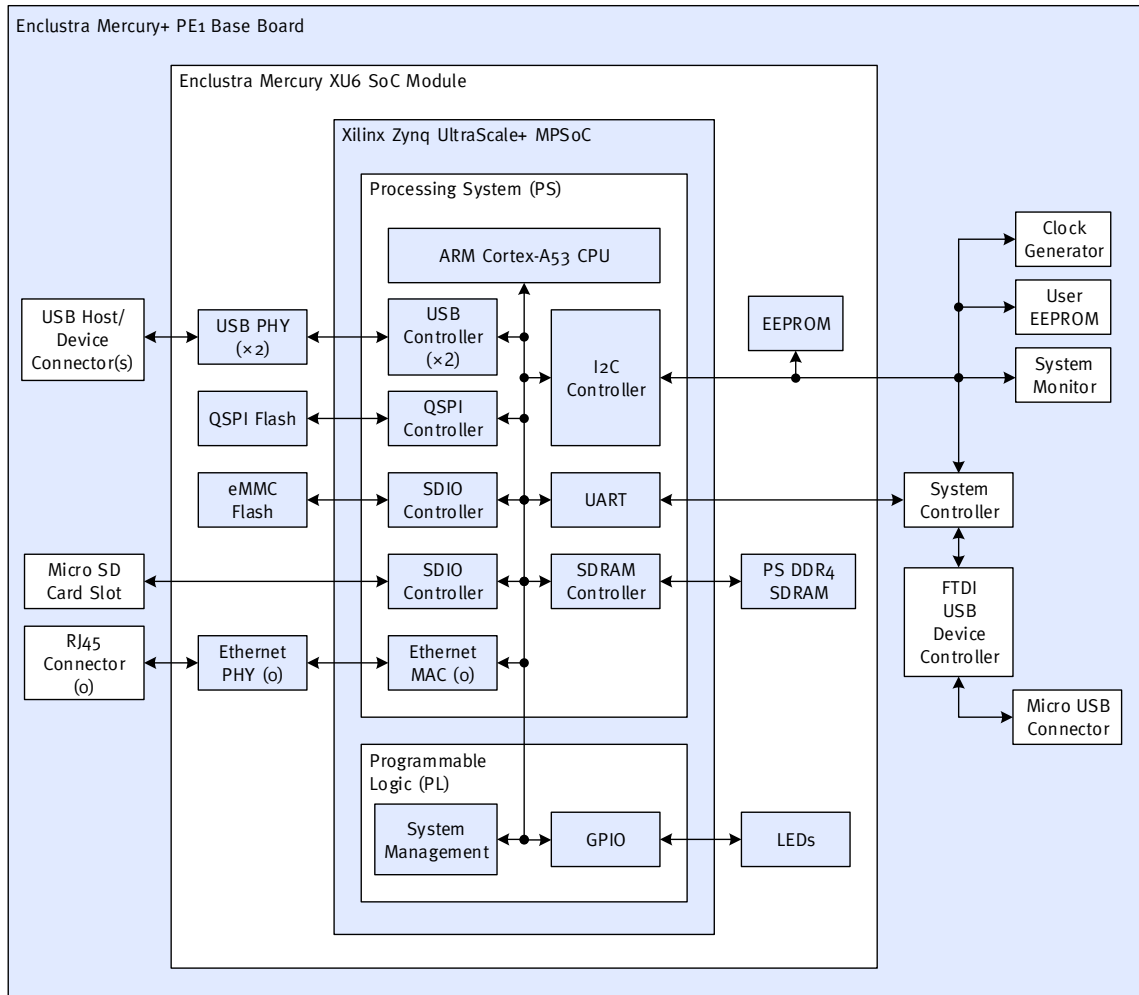 Enclustra Mercury+ PE1 Base Board
Enclustra Mercury XU6 SoC Module
Xilinx Zynq UltraScale+ MPSoC
Processing System (PS)
ARM Cortex-A53 CPU
USB Host/
Device
Connector(s)
USB PHY
(×2)
USB
Controller
(×2)
I2C
Controller
EEPROM
Clock
Generator
User
EEPROM
System
Monitor
QSPI Flash
QSPI
Controller
eMMC
Flash
SDIO
Controller
UART
System
Controller
Micro SD
Card Slot
SDIO
Controller
SDRAM
Controller
PS DDR4
SDRAM
FTDI
USB
Device
Controller
RJ45
Connector
(0)
Ethernet
PHY (0)
Ethernet
MAC (0)
Micro USB
Connector
Programmable
Logic (PL)
System
Management
GPIO
LEDs